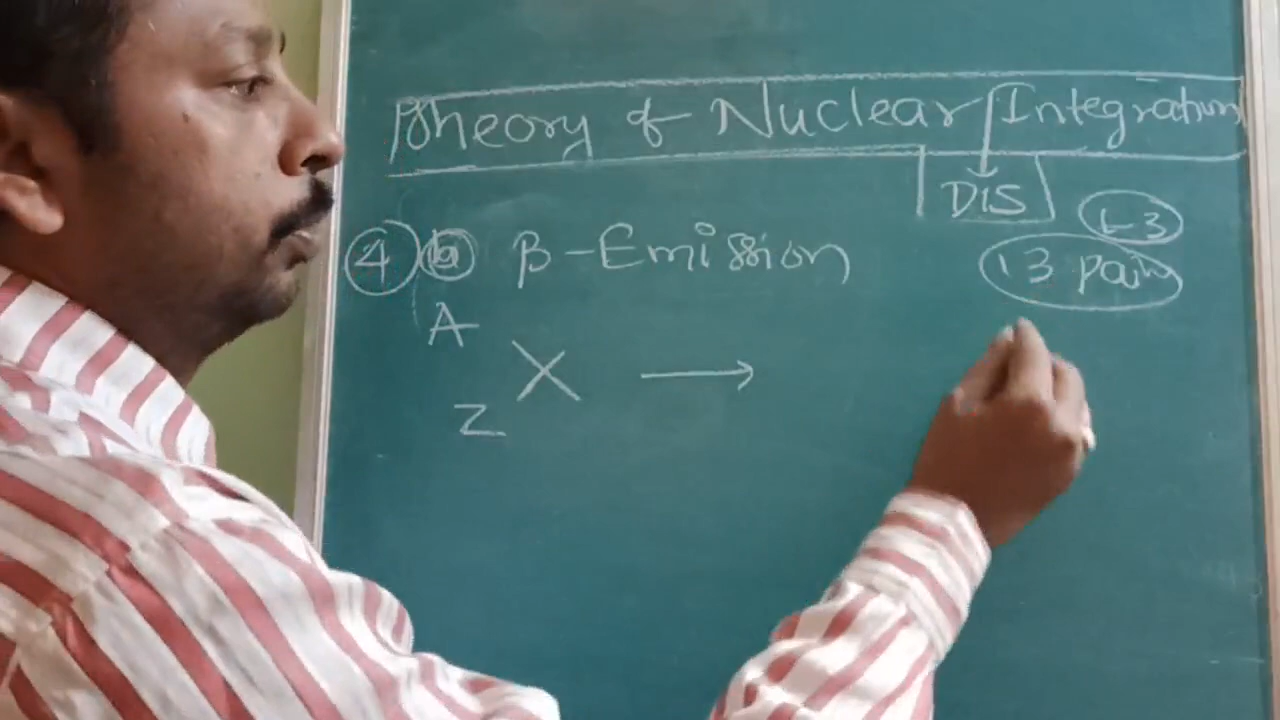 Theory of Nuclear Integration
DIS
L-3
4 b β-Emission
13 Pair
A
X →
Z